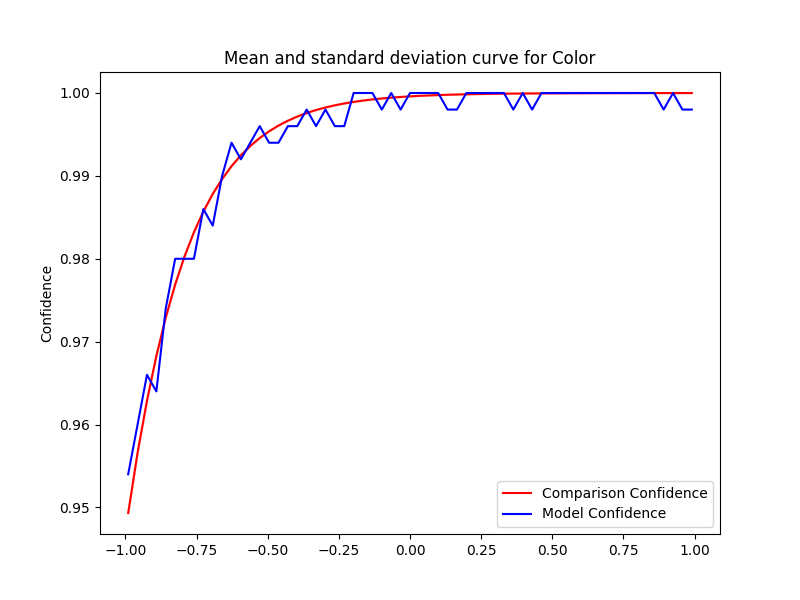 Mean and standard deviation curve for Color
1.00
0.99
0.98
0.97
0.96
0.95
Confidence
−1.00 −0.75 −0.50 −0.25 0.00 0.25 0.50 0.75 1.00
Comparison Confidence
Model Confidence